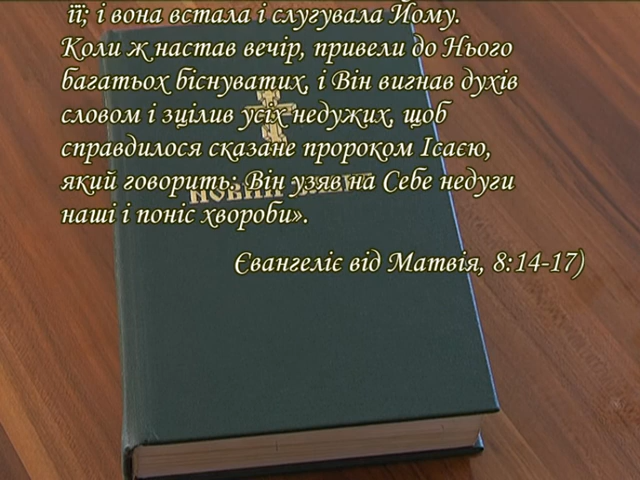 її; і вона встала і слугувала Йому.
Коли ж настав вечір, привели до Нього
багатьох біснуватих, і Він вигнав духів
словом і зцілив усіх недужих, щоб
справдилося сказане пророком Ісаєю,
який говорить: Він узяв на Себе недуги
наші і поніс хвороби».
Євангеліє від Матвія, 8:14-17)
НОВИЙ